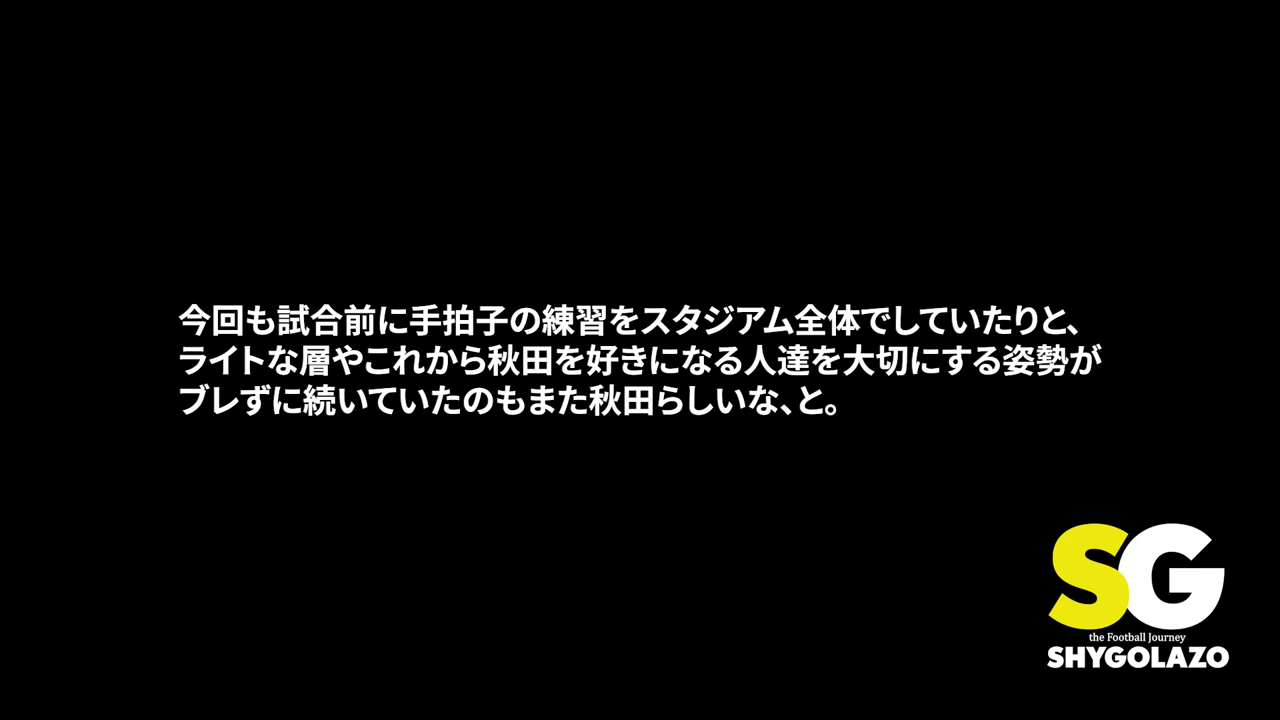 今回も試合前に手拍子の練習をスタジアム全体でしていたりと、
ライトな層やこれから秋田を好きになる人達を大切にする姿勢が
ブレずに続いていたのもまた秋田らしいな、と。
SG
the Football Journey
SHYGOLAZO